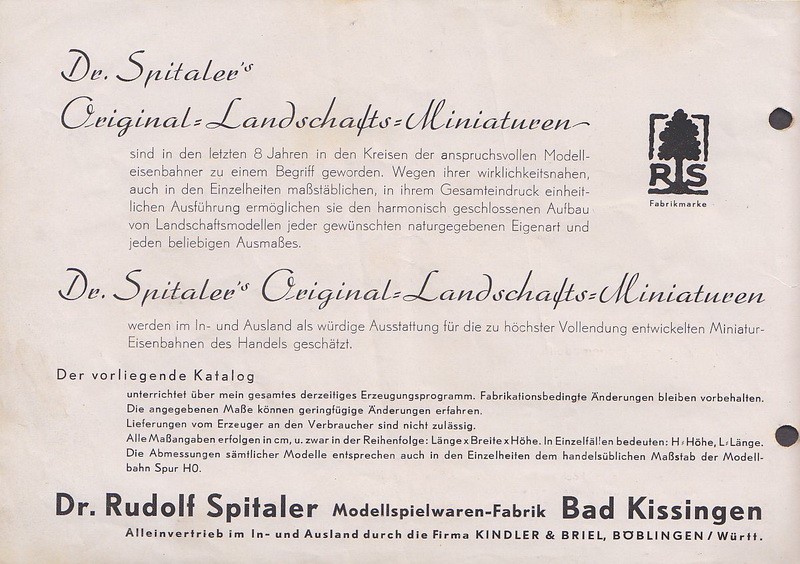 Dr. Spitaler's
Original-Landschafts-Miniaturen
sind in den letzten 8 Jahren in den Kreisen der anspruchsvollen Modell-
eisenbahner zu einem Begriff geworden. Wegen ihrer wirklichkeitsnahen,
auch in den Einzelheiten maßstäblichen, in ihrem Gesamteindruck einheit-
lichen Ausführung ermöglichen sie den harmonisch geschlossenen Aufbau
von Landschaftsmodellen jeder gewünschten naturgegebenen Eigenart und
jeden beliebigen Ausmaßes.
RS
Fabrikmarke
Dr. Spitaler's Original-Landschafts-Miniaturen
werden im In- und Ausland als würdige Ausstattung für die zu höchster Vollendung entwickelten Miniatur-
Eisenbahnen des Handels geschätzt.
Der vorliegende Katalog
unterrichtet über mein gesamtes derzeitiges Erzeugungsprogramm. Fabrikationsbedingte Änderungen bleiben vorbehalten.
Die angegebenen Maße können geringfügige Änderungen erfahren.
Lieferungen vom Erzeuger an den Verbraucher sind nicht zulässig.
Alle Maßangaben erfolgen in cm, u. zwar in der Reihenfolge: Länge x Breite x Höhe. In Einzelfällen bedeuten: H=Höhe, L=Länge.
Die Abmessungen sämtlicher Modelle entsprechen auch in den Einzelheiten dem handelsüblichen Maßstab der Modell-
bahn Spur H0.
Dr. Rudolf Spitaler Modellspielwaren-Fabrik Bad Kissingen
Alleinvertrieb im In- und Ausland durch die Firma KINDLER & BRIEL, BÖBLINGEN / Württ.